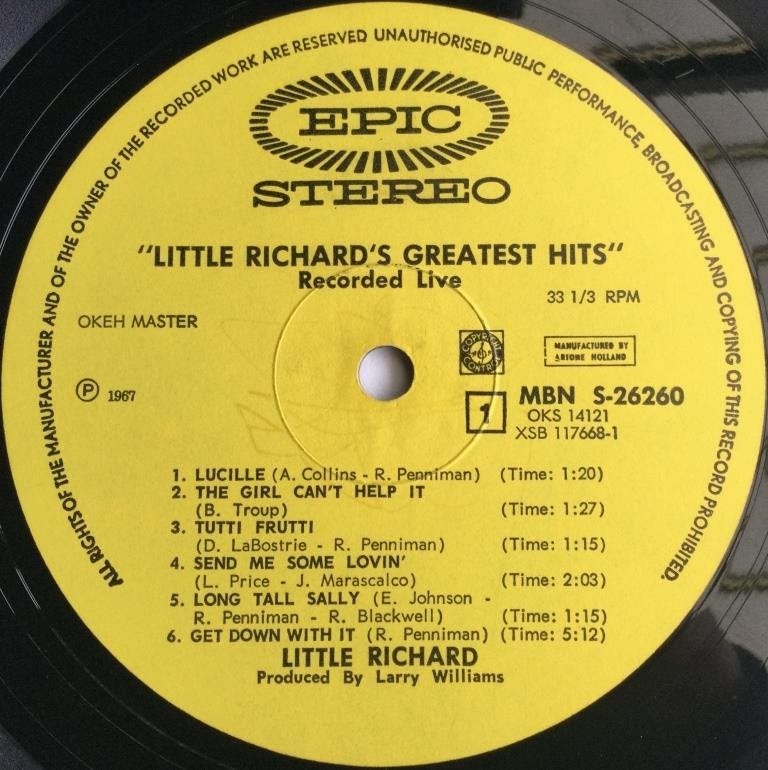 ALL RIGHTS OF THE MANUFACTURER AND OF THE OWNER OF THE RECORDED WORK ARE RESERVED UNAUTHORISED PUBLIC PERFORMANCE, BROADCASTING AND COPYING OF THIS RECORD PROHIBITED.
EPIC
STEREO
"LITTLE RICHARD'S GREATEST HITS"
Recorded Live
33 1/3 RPM
OKEH MASTER
COPYRIGHT
CONTROL
MANUFACTURED BY
ARIONE HOLLAND
Ⓟ 1967
1
MBN S-26260
OKS 14121
XSB 117668-1
1. LUCILLE (A. Collins - R. Penniman) (Time: 1:20)
2. THE GIRL CAN'T HELP IT
(B. Troup) (Time: 1:27)
3. TUTTI FRUTTI
(D. LaBostrie - R. Penniman) (Time: 1:15)
4. SEND ME SOME LOVIN'
(L. Price - J. Marascalco) (Time: 2:03)
5. LONG TALL SALLY (E. Johnson -
R. Penniman - R. Blackwell) (Time: 1:15)
6. GET DOWN WITH IT (R. Penniman) (Time: 5:12)
LITTLE RICHARD
Produced By Larry Williams